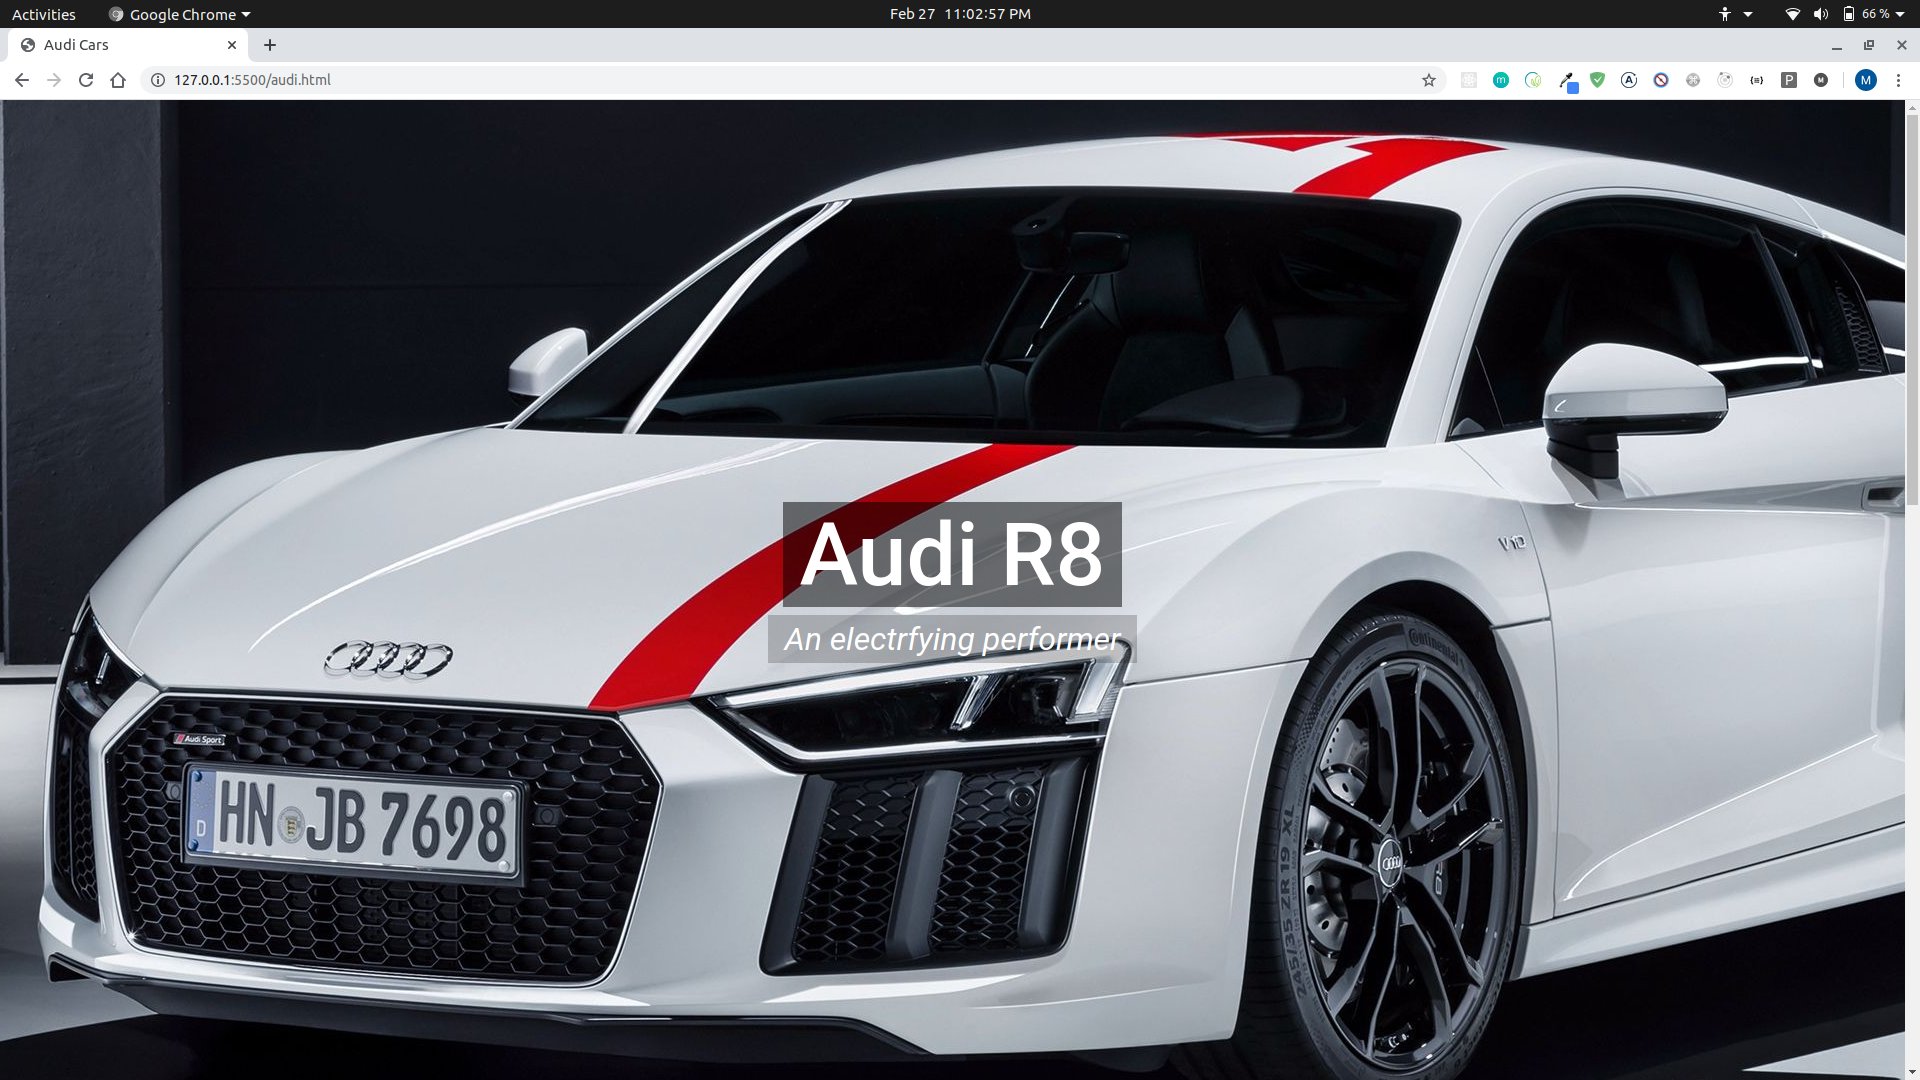 Activities Google Chrome Feb 27 11:02:57 PM 66 %
Audi Cars
127.0.0.1:5500/audi.html
M
V10
Audi R8
An electrfying performer
Continental
Audi Sport
D HN JB 7698
245/35 ZR 19 XL
R8